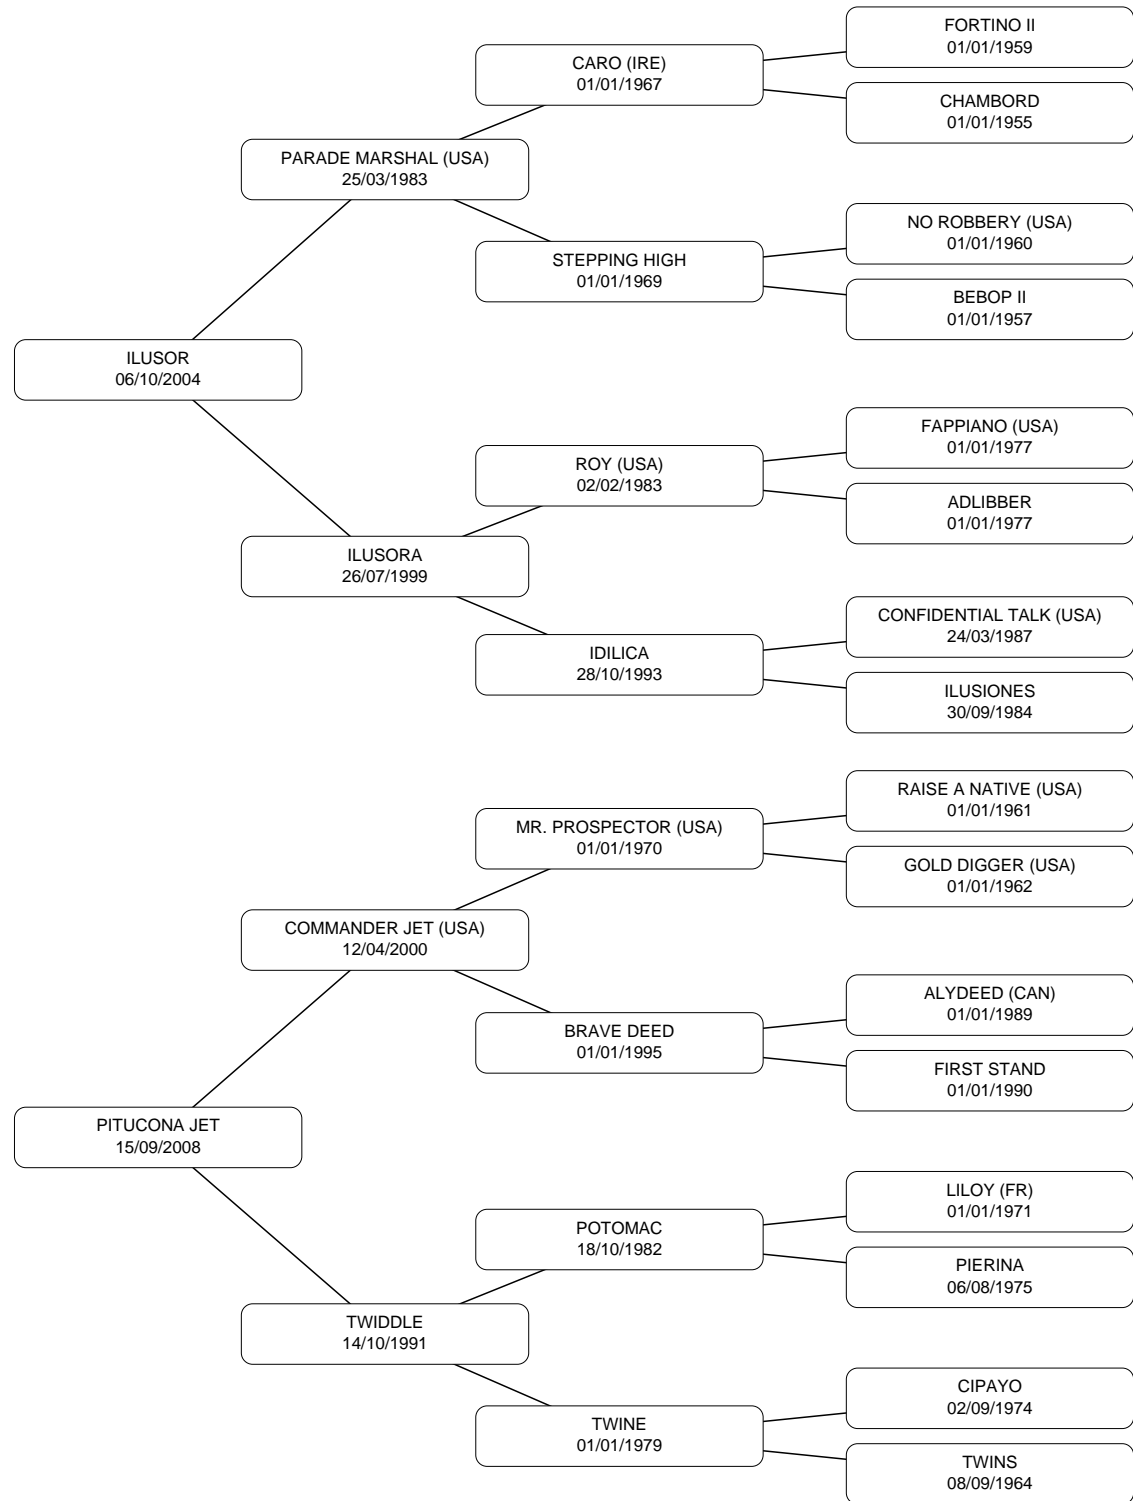 FORTINO II
01/01/1959
CARO (IRE)
01/01/1967
CHAMBORD
01/01/1955
PARADE MARSHAL (USA)
25/03/1983
NO ROBBERY (USA)
01/01/1960
STEPPING HIGH
01/01/1969
BEBOP II
01/01/1957
ILUSOR
06/10/2004
FAPPIANO (USA)
01/01/1977
ROY (USA)
02/02/1983
ADLIBBER
01/01/1977
ILUSORA
26/07/1999
CONFIDENTIAL TALK (USA)
24/03/1987
IDILICA
28/10/1993
ILUSIONES
30/09/1984
RAISE A NATIVE (USA)
01/01/1961
MR. PROSPECTOR (USA)
01/01/1970
GOLD DIGGER (USA)
01/01/1962
COMMANDER JET (USA)
12/04/2000
ALYDEED (CAN)
01/01/1989
BRAVE DEED
01/01/1995
FIRST STAND
01/01/1990
PITUCONA JET
15/09/2008
LILOY (FR)
01/01/1971
POTOMAC
18/10/1982
PIERINA
06/08/1975
TWIDDLE
14/10/1991
CIPAYO
02/09/1974
TWINE
01/01/1979
TWINS
08/09/1964